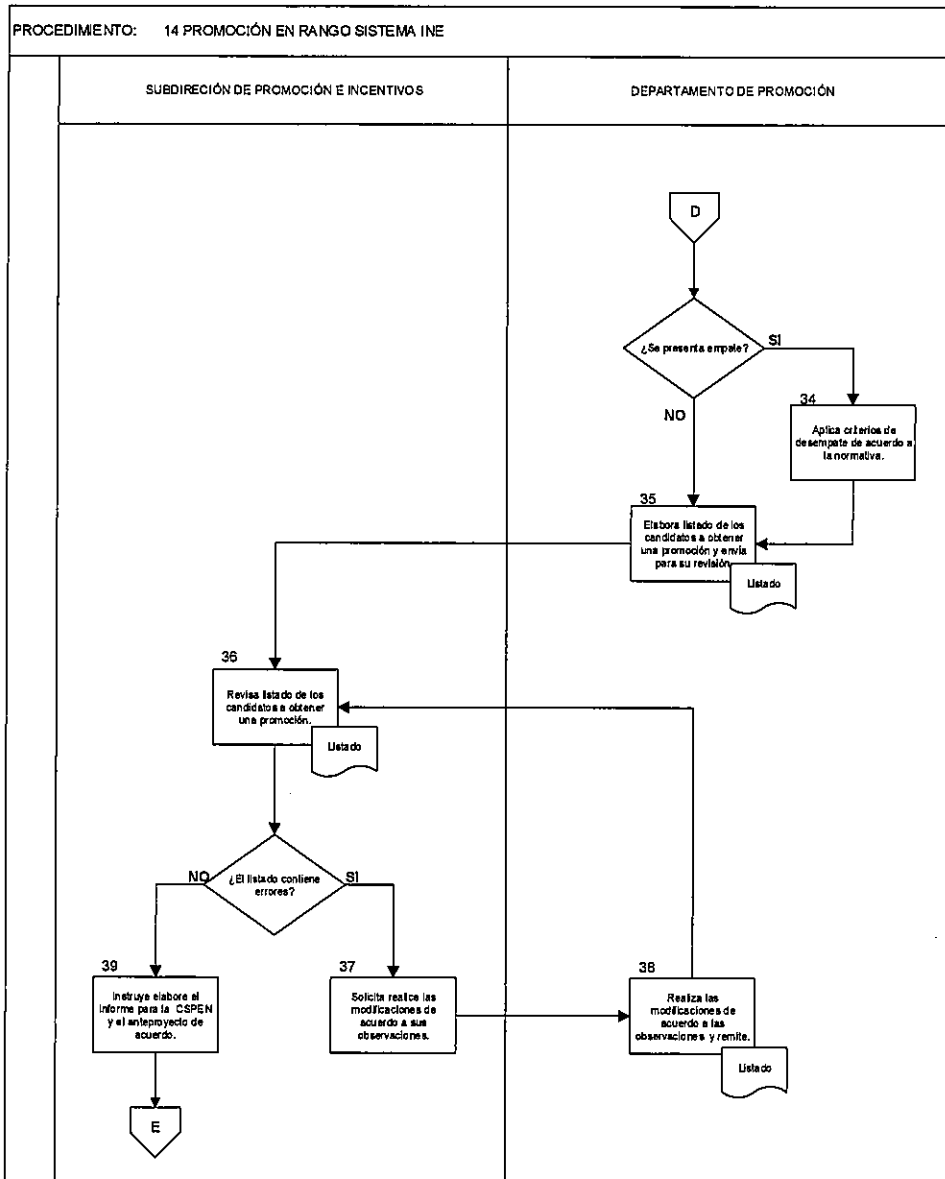 PROCEDIMIENTO: 14 PROMOCIÓN EN RANGO SISTEMA INE
SUBDIRECIÓN DE PROMOCIÓN E INCENTIVOS
DEPARTAMENTO DE PROMOCIÓN
D
¿Se presenta empate?
SI
NO
34
Aplica criterios de
desempate de acuerdo a
la normativa.
35
Elabora listado de los
candidatos a obtener
una promoción y envía
para su revisión.
Listado
36
Revisa listado de los
candidatos a obtener
una promoción.
Listado
¿El listado contiene
errores?
NO
SI
39
Instruye elabore el
informe para la CSPEN
y el anteproyecto de
acuerdo.
37
Solicita realice las
modificaciones de
acuerdo a sus
observaciones.
38
Realiza las
modificaciones de
acuerdo a las
observaciones y remite.
Listado
E